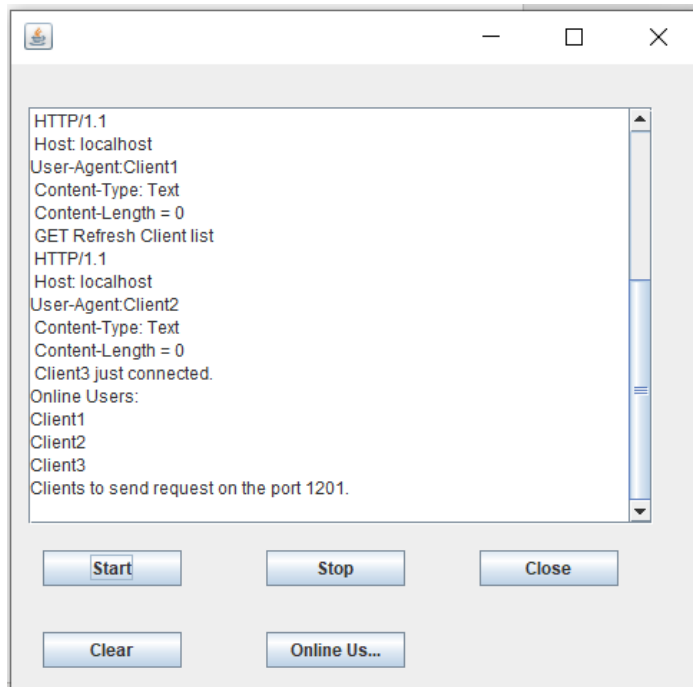 HTTP/1.1
Host: localhost
User-Agent:Client1
Content-Type: Text
Content-Length = 0
GET Refresh Client list
HTTP/1.1
Host: localhost
User-Agent:Client2
Content-Type: Text
Content-Length = 0
Client3 just connected.
Online Users:
Client1
Client2
Client3
Clients to send request on the port 1201.
Start Stop Close
Clear Online Us...